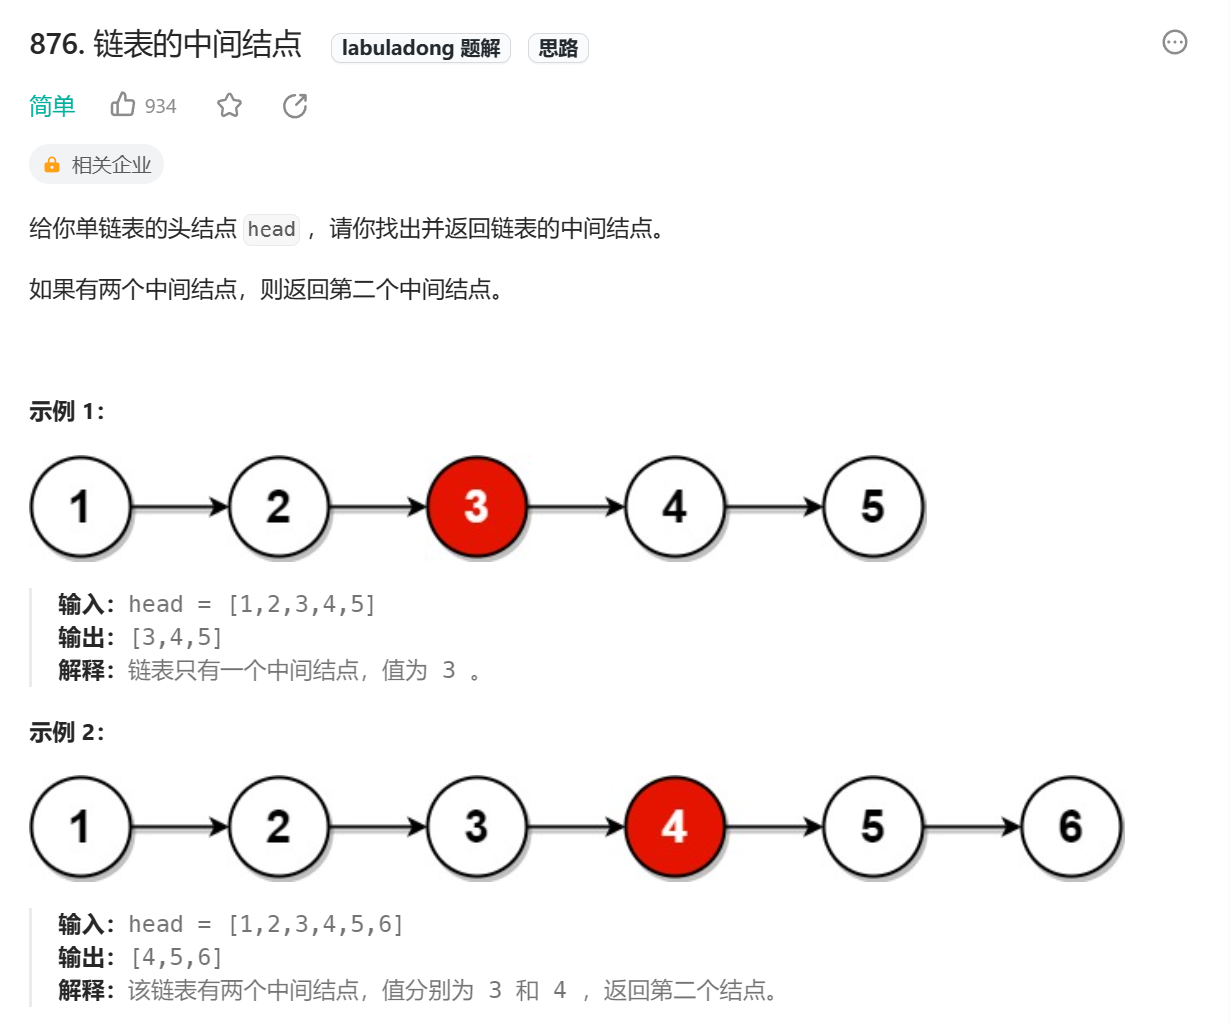 876. 链表的中间结点 labuladong 题解 思路
简单 934
相关企业
给你单链表的头结点 head ，请你找出并返回链表的中间结点。
如果有两个中间结点，则返回第二个中间结点。
示例 1：
1 2 3 4 5
输入：head = [1,2,3,4,5]
输出：[3,4,5]
解释：链表只有一个中间结点，值为 3 。
示例 2：
1 2 3 4 5 6
输入：head = [1,2,3,4,5,6]
输出：[4,5,6]
解释：该链表有两个中间结点，值分别为 3 和 4 ，返回第二个结点。